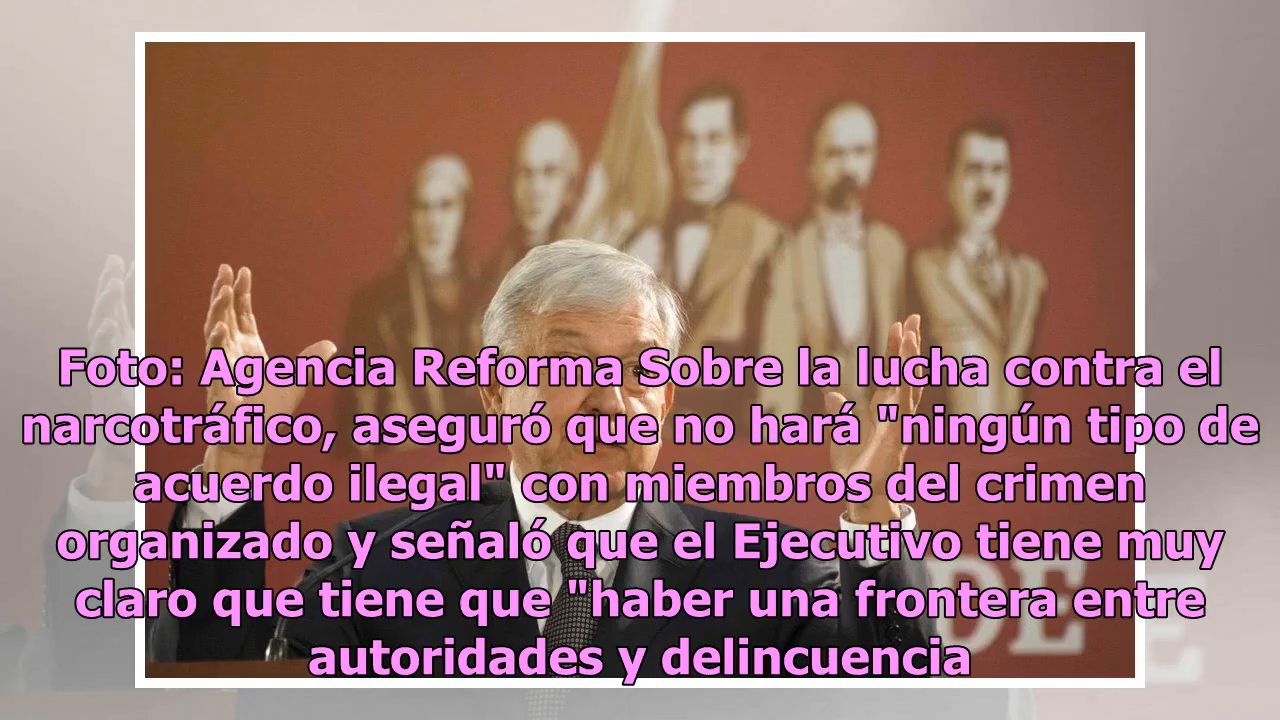 Foto: Agencia Reforma Sobre la lucha contra el
narcotráfico, aseguró que no hará "ningún tipo de
acuerdo ilegal" con miembros del crimen
organizado y señaló que el Ejecutivo tiene muy
claro que tiene que "haber una frontera entre
autoridades y delincuencia
DE